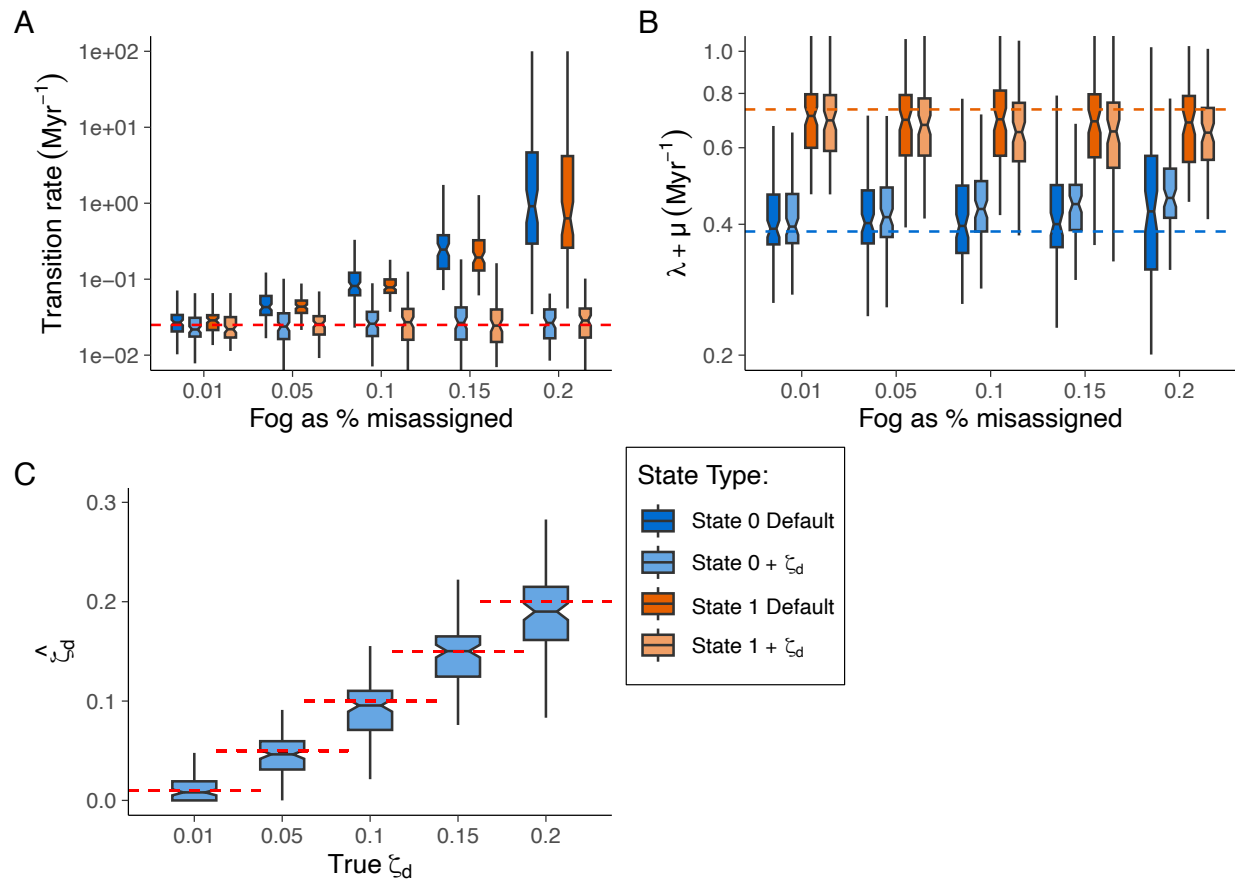 A
B
1e+02
1e+01
1e+00
1e−01
1e−02
Transition rate (Myr⁻¹)
0.01 0.05 0.1 0.15 0.2
Fog as % misassigned
1.0
0.8
0.6
0.4
0.2
λ + μ (Myr⁻¹)
0.01 0.05 0.1 0.15 0.2
Fog as % misassigned
C
0.3
0.2
0.1
0.0
ζ̂d
0.01 0.05 0.1 0.15 0.2
True ζd
State Type:
State 0 Default
State 0 + ζd
State 1 Default
State 1 + ζd